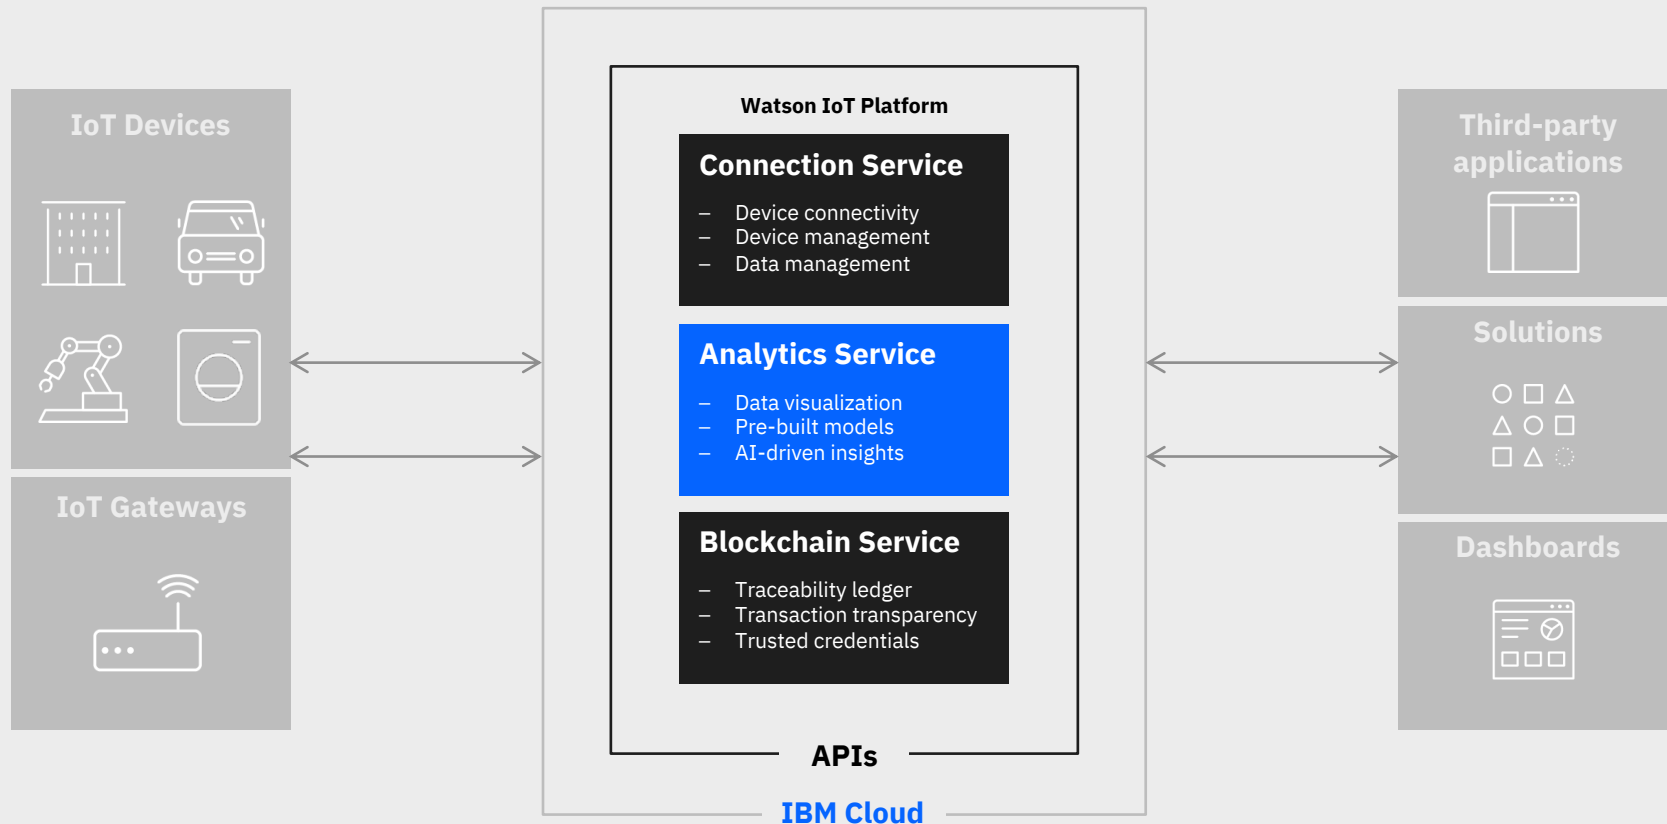 IoT Devices
IoT Gateways
Watson IoT Platform
Connection Service
– Device connectivity
– Device management
– Data management
Analytics Service
– Data visualization
– Pre-built models
– AI-driven insights
Blockchain Service
– Traceability ledger
– Transaction transparency
– Trusted credentials
APIs
IBM Cloud
Third-party
applications
Solutions
Dashboards